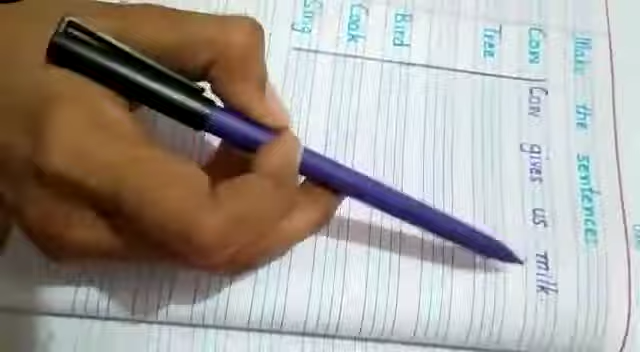 Make the sentences
Cow Cow gives us milk.
Tree
Bird
Cook
Sing